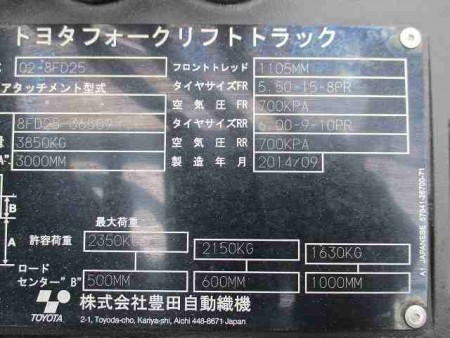 トヨタフォークリフトトラック
02-8FD25 フロントトレッド 1105MM
アタッチメント型式 タイヤサイズFR 5.50-15-8PR
空気圧FR 700KPA
8FD25-36509 タイヤサイズRR 6.00-9-10PR
3850KG 空気圧RR 700KPA
3000MM 製造年月 2014/09
B
A
最大荷重
許容荷重 2350KG 2150KG 1630KG
ロード
センター"B" 500MM 600MM 1000MM
株式会社豊田自動織機
TOYOTA 2-1, Toyoda-cho, Kariya-shi, Aichi 448-8671 Japan